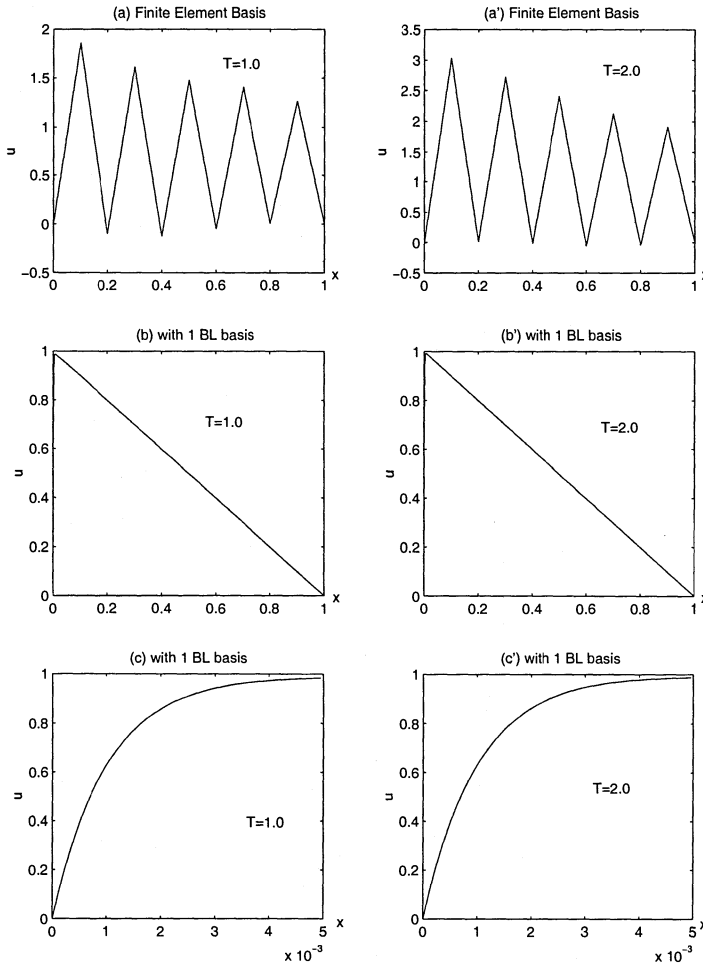 (a) Finite Element Basis
2
1.5
1
0.5
0
−0.5
u
T=1.0
0 0.2 0.4 0.6 0.8 1 x
(a') Finite Element Basis
3.5
3
2.5
2
1.5
1
0.5
0
−0.5
u
T=2.0
0 0.2 0.4 0.6 0.8 1
(b) with 1 BL basis
1
0.8
0.6
0.4
0.2
0
u
T=1.0
0 0.2 0.4 0.6 0.8 1 x
(b') with 1 BL basis
1
0.8
0.6
0.4
0.2
0
u
T=2.0
0 0.2 0.4 0.6 0.8 1
(c) with 1 BL basis
1
0.8
0.6
0.4
0.2
0
u
T=1.0
0 1 2 3 4 5 x
x 10⁻³
(c') with 1 BL basis
1
0.8
0.6
0.4
0.2
0
u
T=2.0
0 1 2 3 4 5 x
x 10⁻³